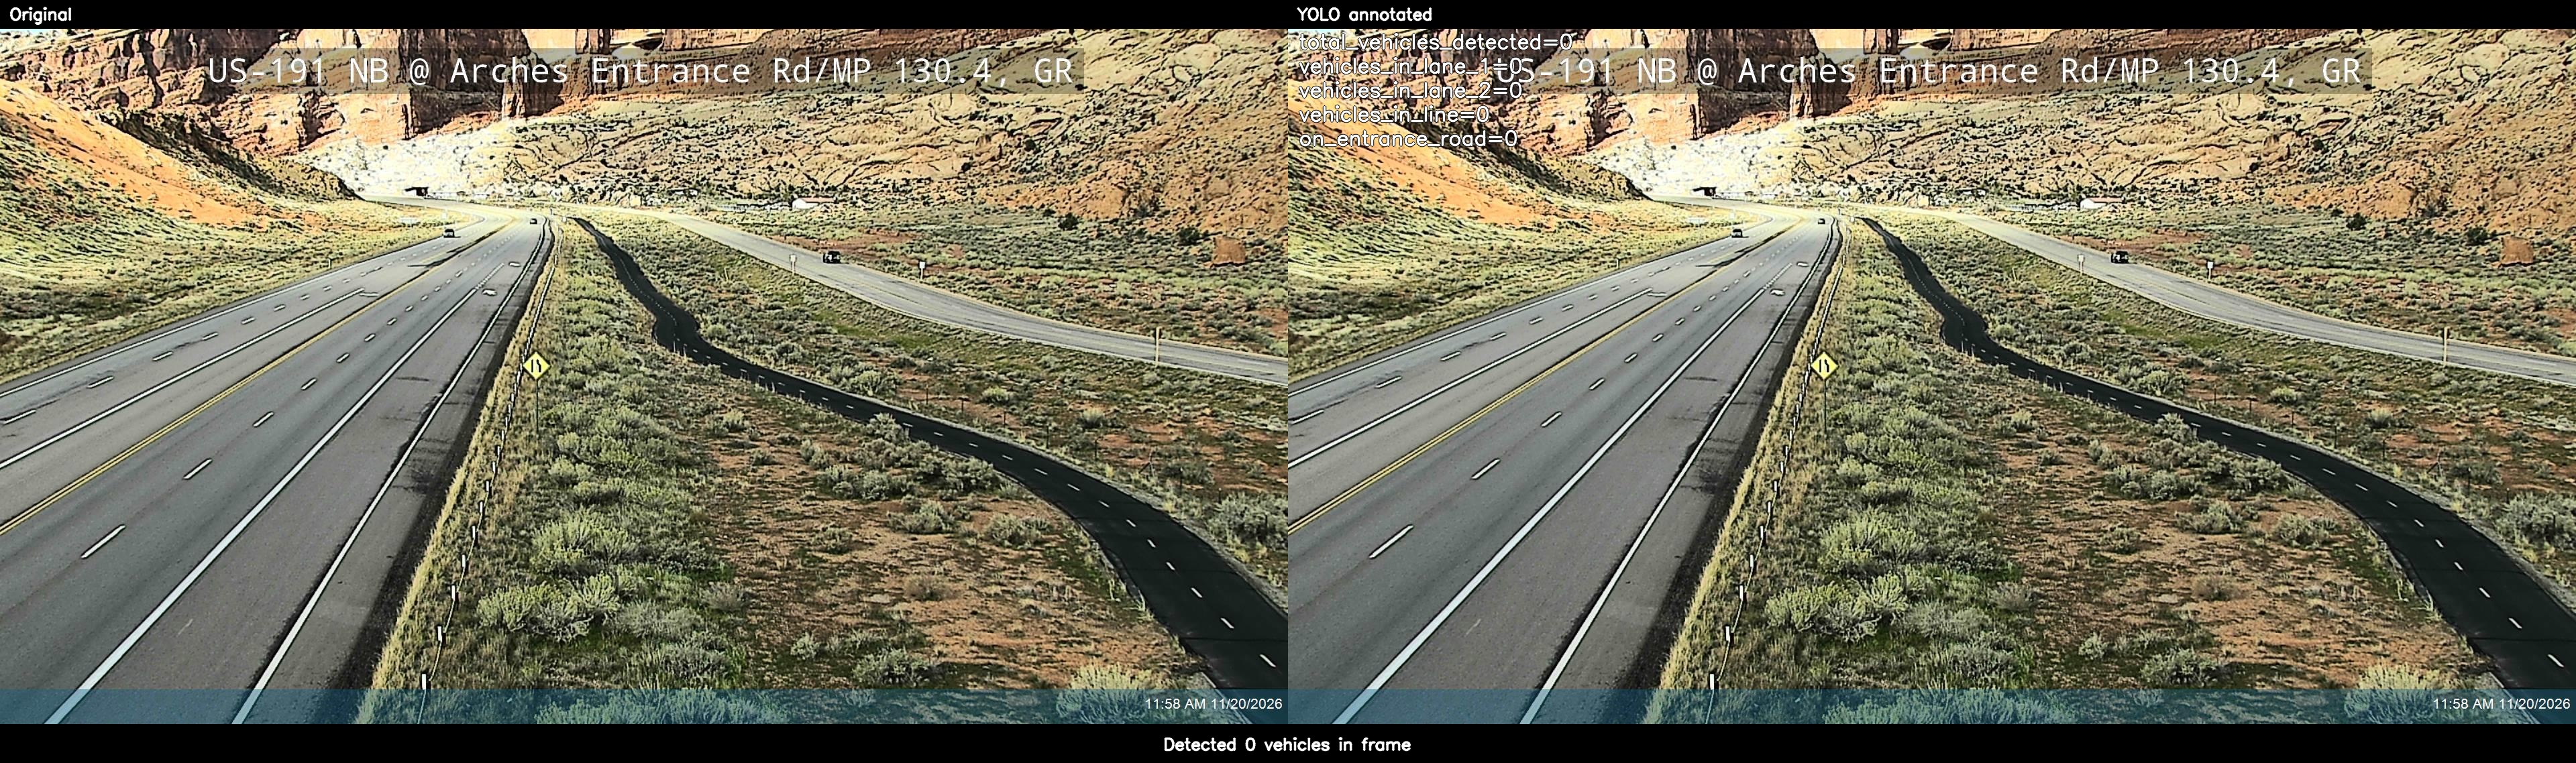 Original
YOLO annotated
US-191 NB @ Arches Entrance Rd/MP 130.4, GR
total_vehicles_detected=0
vehicles_in_lane_1=0
US-191 NB @ Arches Entrance Rd/MP 130.4, GR
vehicles_in_lane_2=0
vehicles_in_line=0
on_entrance_road=0
11:58 AM 11/20/2026
11:58 AM 11/20/2026
Detected 0 vehicles in frame